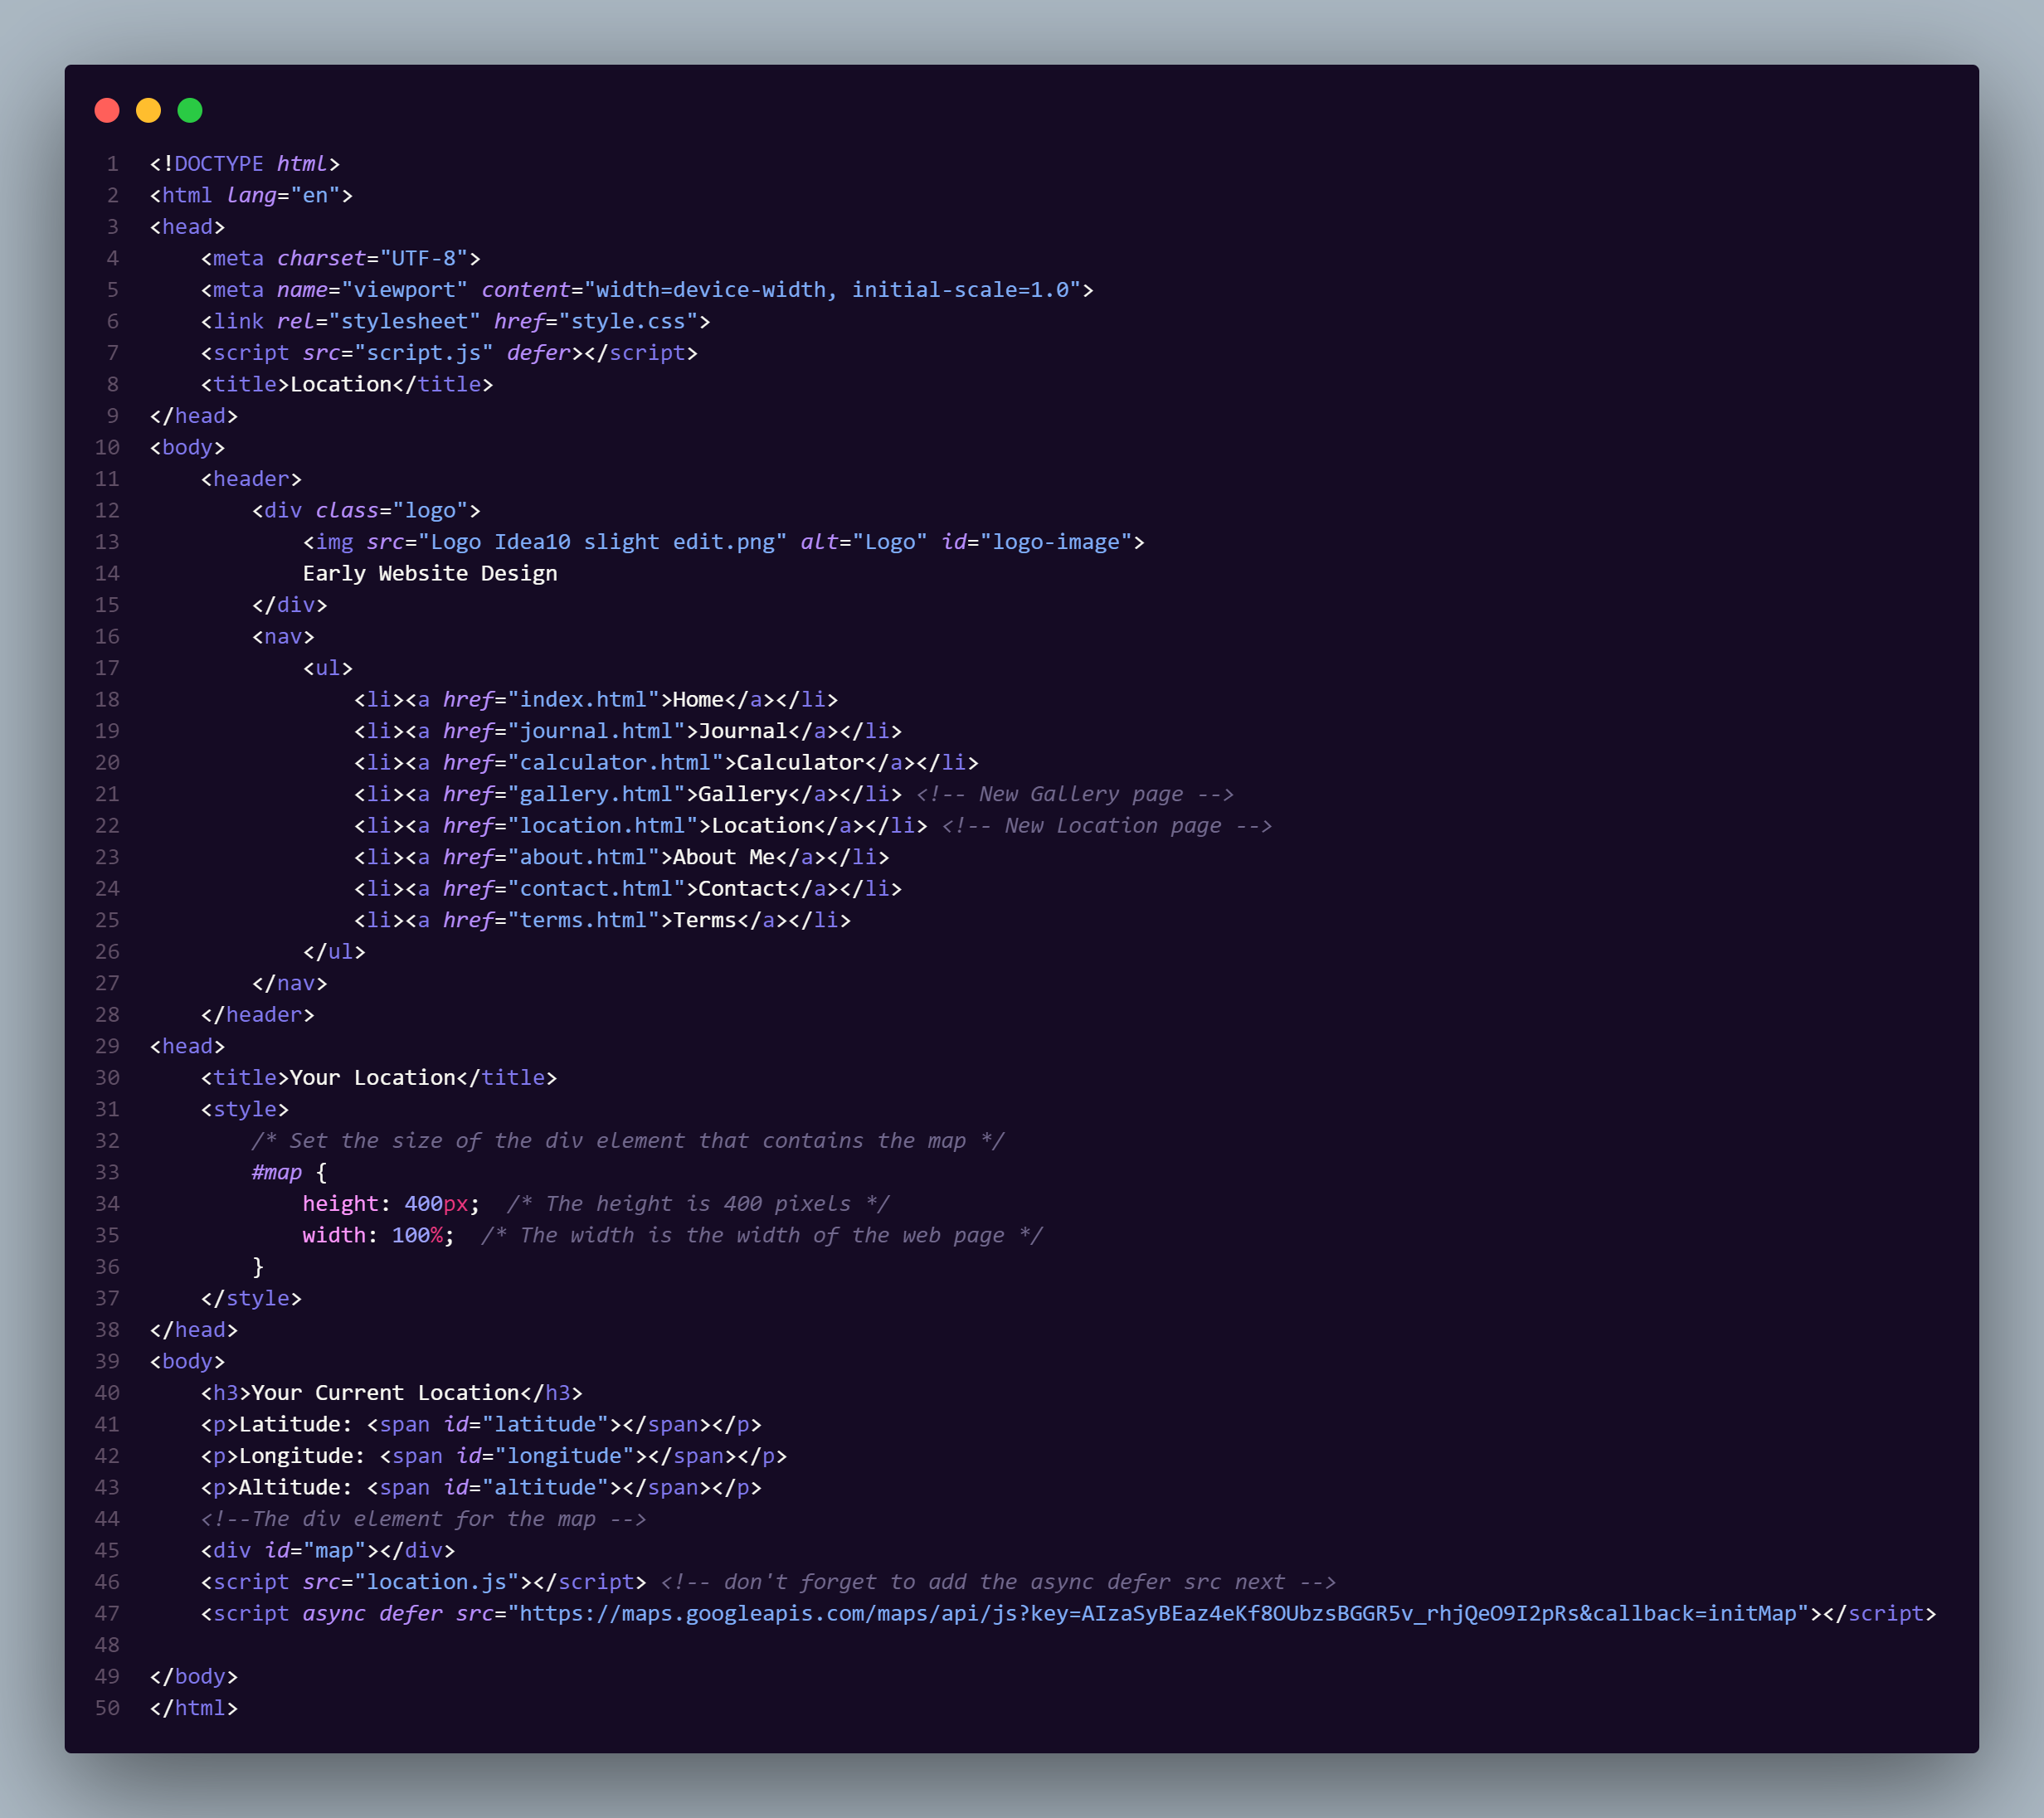 1 <!DOCTYPE html>
2 <html lang="en">
3 <head>
4     <meta charset="UTF-8">
5     <meta name="viewport" content="width=device-width, initial-scale=1.0">
6     <link rel="stylesheet" href="style.css">
7     <script src="script.js" defer></script>
8     <title>Location</title>
9 </head>
10 <body>
11     <header>
12         <div class="logo">
13             <img src="Logo Idea10 slight edit.png" alt="Logo" id="logo-image">
14             Early Website Design
15         </div>
16         <nav>
17             <ul>
18                 <li><a href="index.html">Home</a></li>
19                 <li><a href="journal.html">Journal</a></li>
20                 <li><a href="calculator.html">Calculator</a></li>
21                 <li><a href="gallery.html">Gallery</a></li> <!-- New Gallery page -->
22                 <li><a href="location.html">Location</a></li> <!-- New Location page -->
23                 <li><a href="about.html">About Me</a></li>
24                 <li><a href="contact.html">Contact</a></li>
25                 <li><a href="terms.html">Terms</a></li>
26             </ul>
27         </nav>
28     </header>
29 <head>
30     <title>Your Location</title>
31     <style>
32         /* Set the size of the div element that contains the map */
33         #map {
34             height: 400px;  /* The height is 400 pixels */
35             width: 100%;  /* The width is the width of the web page */
36         }
37     </style>
38 </head>
39 <body>
40     <h3>Your Current Location</h3>
41     <p>Latitude: <span id="latitude"></span></p>
42     <p>Longitude: <span id="longitude"></span></p>
43     <p>Altitude: <span id="altitude"></span></p>
44     <!--The div element for the map -->
45     <div id="map"></div>
46     <script src="location.js"></script> <!-- don't forget to add the async defer src next -->
47     <script async defer src="https://maps.googleapis.com/maps/api/js?key=AIzaSyBEaz4eKf8OUbzsBGGR5v_rhjQeO9I2pRs&callback=initMap"></script>
48
49 </body>
50 </html>